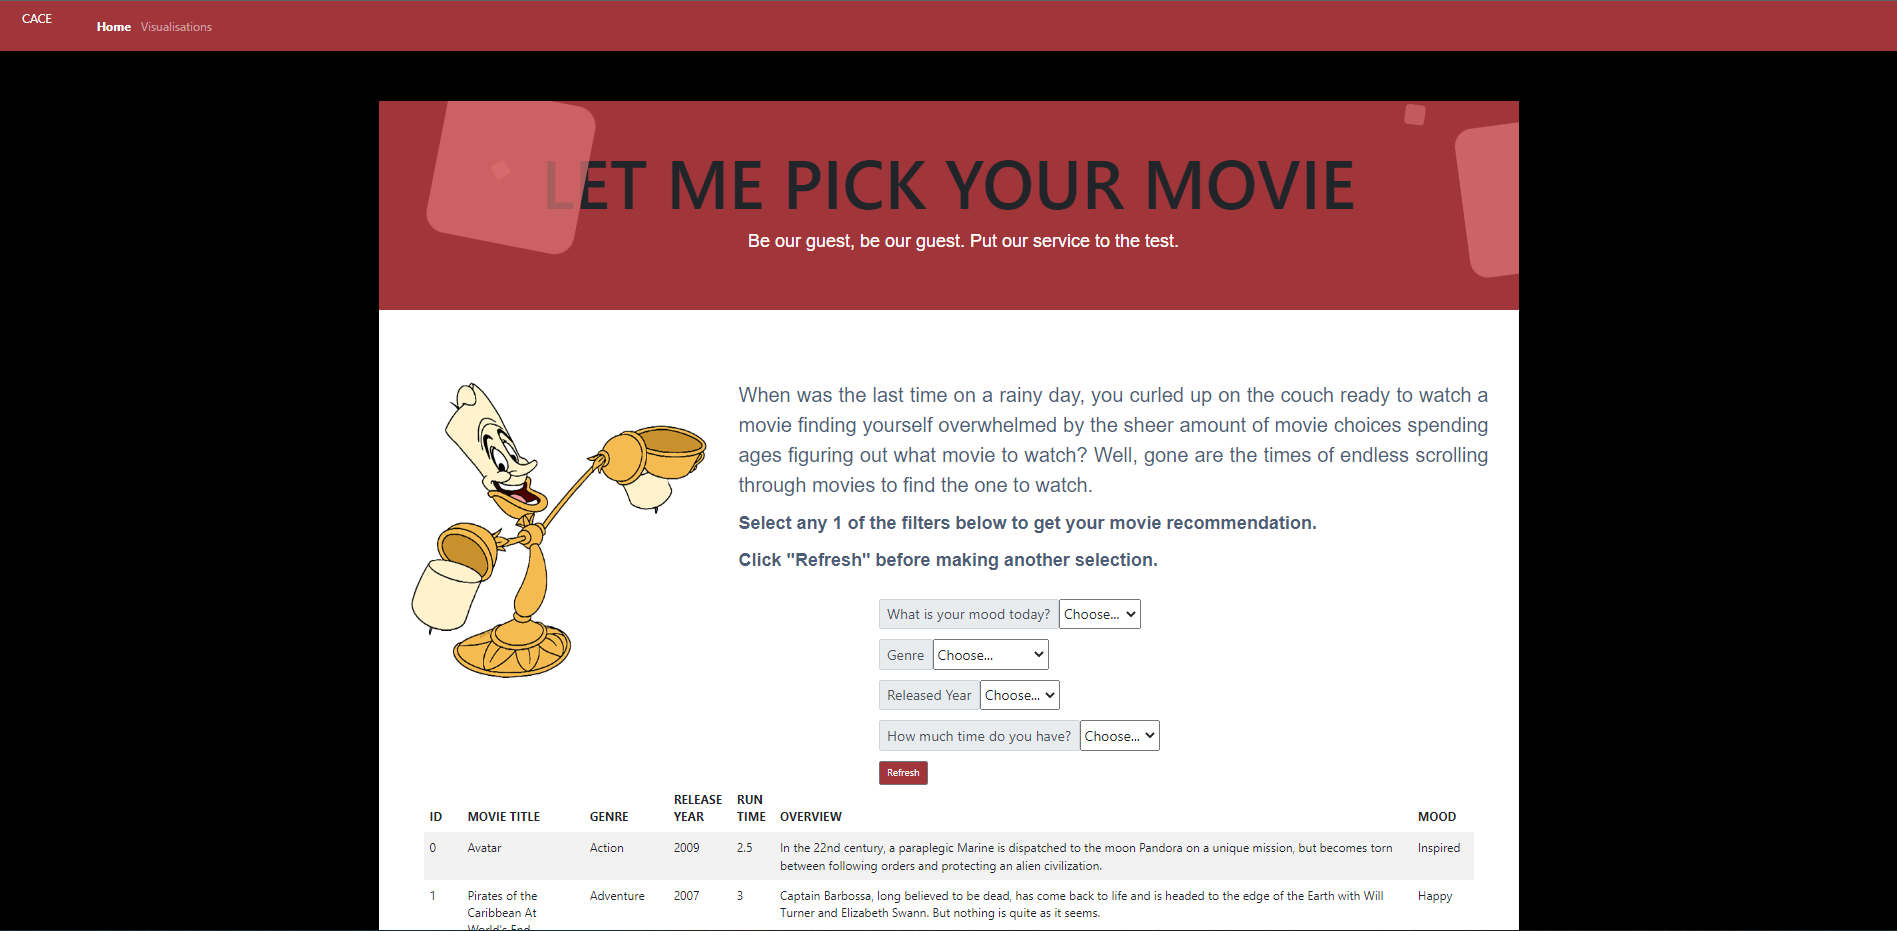 CACE
Home Visualisations
LET ME PICK YOUR MOVIE
Be our guest, be our guest. Put our service to the test.
When was the last time on a rainy day, you curled up on the couch ready to watch a
movie finding yourself overwhelmed by the sheer amount of movie choices spending
ages figuring out what movie to watch? Well, gone are the times of endless scrolling
through movies to find the one to watch.
Select any 1 of the filters below to get your movie recommendation.
Click "Refresh" before making another selection.
What is your mood today? Choose...
Genre Choose...
Released Year Choose...
How much time do you have? Choose...
Refresh
ID MOVIE TITLE GENRE RELEASE YEAR RUN TIME OVERVIEW MOOD
0 Avatar Action 2009 2.5 In the 22nd century, a paraplegic Marine is dispatched to the moon Pandora on a unique mission, but becomes torn Inspired
between following orders and protecting an alien civilization.
1 Pirates of the Adventure 2007 3 Captain Barbossa, long believed to be dead, has come back to life and is headed to the edge of the Earth with Will Happy
Caribbean At Turner and Elizabeth Swann. But nothing is quite as it seems.
World's End